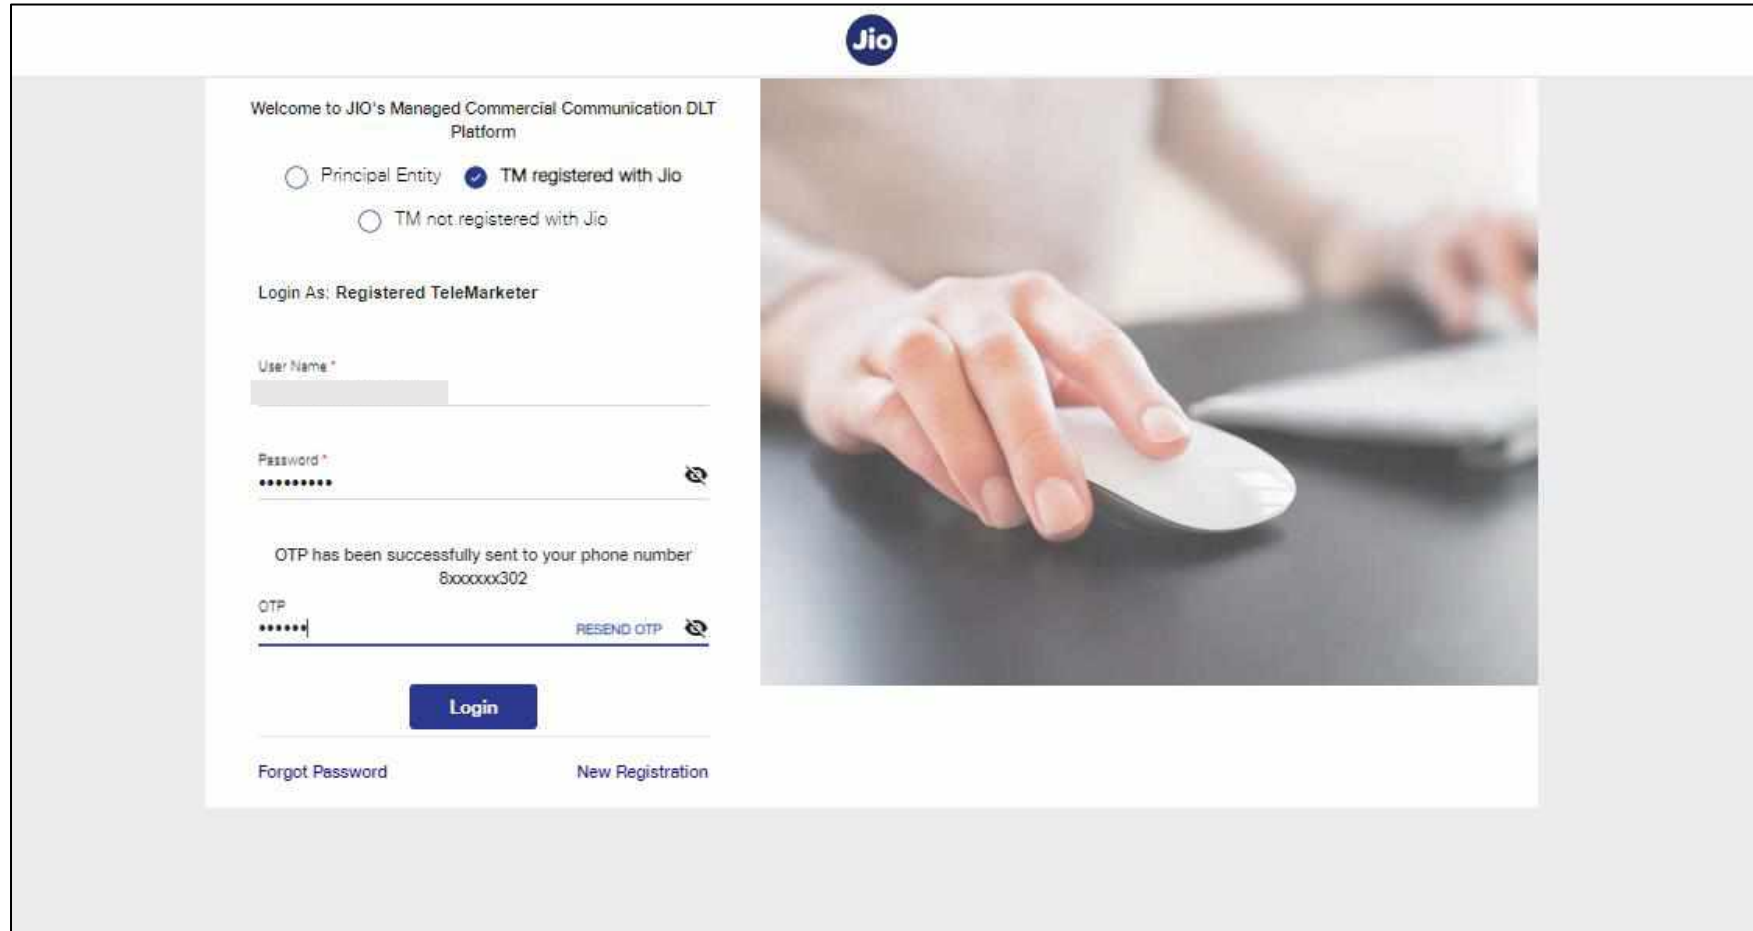 Jio
Welcome to JIO's Managed Commercial Communication DLT
Platform
Principal Entity TM registered with Jio
TM not registered with Jio
Login As: Registered TeleMarketer
User Name *
Password *
•••••••••
OTP has been successfully sent to your phone number
8xxxxxx302
OTP
•••••• RESEND OTP
Login
Forgot Password New Registration